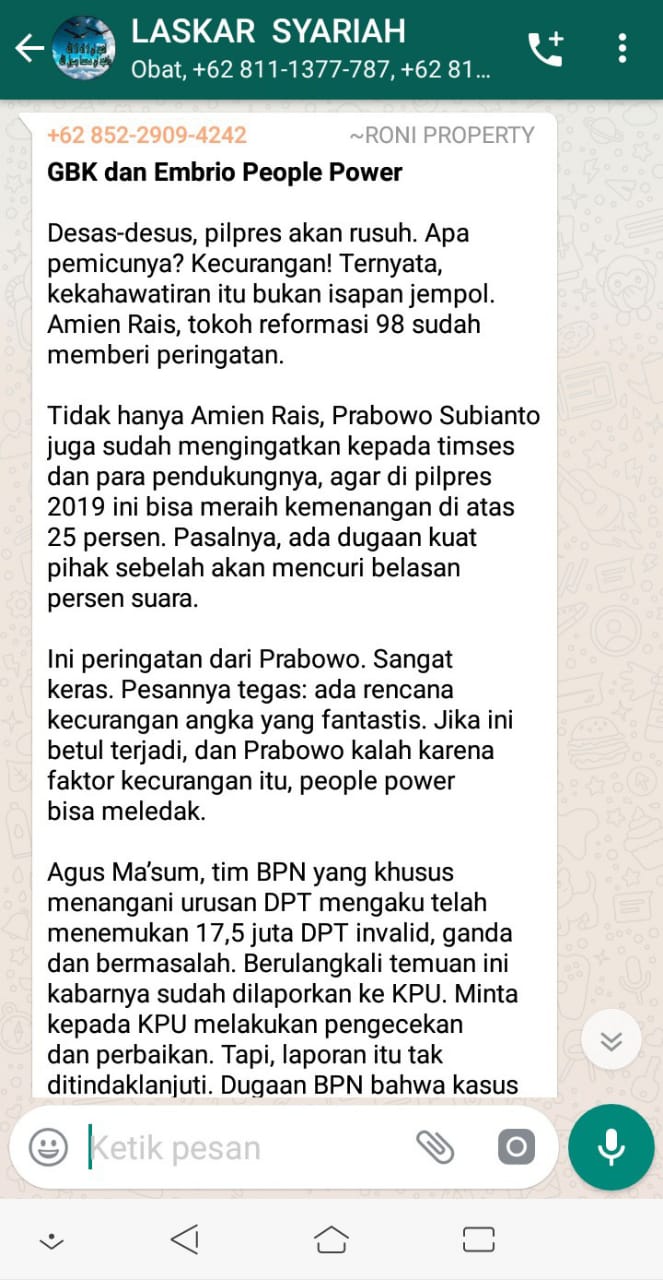 LASKAR SYARIAH
Obat, +62 811-1377-787, +62 81...
+62 852-2909-4242 ~RONI PROPERTY
GBK dan Embrio People Power
Desas-desus, pilpres akan rusuh. Apa
pemicunya? Kecurangan! Ternyata,
kekahawatiran itu bukan isapan jempol.
Amien Rais, tokoh reformasi 98 sudah
memberi peringatan.
Tidak hanya Amien Rais, Prabowo Subianto
juga sudah mengingatkan kepada timses
dan para pendukungnya, agar di pilpres
2019 ini bisa meraih kemenangan di atas
25 persen. Pasalnya, ada dugaan kuat
pihak sebelah akan mencuri belasan
persen suara.
Ini peringatan dari Prabowo. Sangat
keras. Pesannya tegas: ada rencana
kecurangan angka yang fantastis. Jika ini
betul terjadi, dan Prabowo kalah karena
faktor kecurangan itu, people power
bisa meledak.
Agus Ma’sum, tim BPN yang khusus
menangani urusan DPT mengaku telah
menemukan 17,5 juta DPT invalid, ganda
dan bermasalah. Berulangkali temuan ini
kabarnya sudah dilaporkan ke KPU. Minta
kepada KPU melakukan pengecekan
dan perbaikan. Tapi, laporan itu tak
ditindaklanjuti. Dugaan BPN bahwa kasus
Ketik pesan